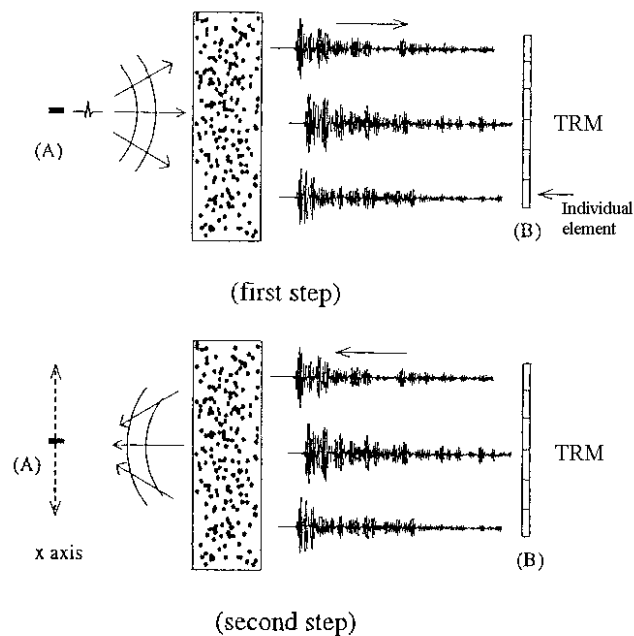 TRM
(A)
Individual
element
(B)
(first step)
(A)
TRM
x axis
(B)
(second step)